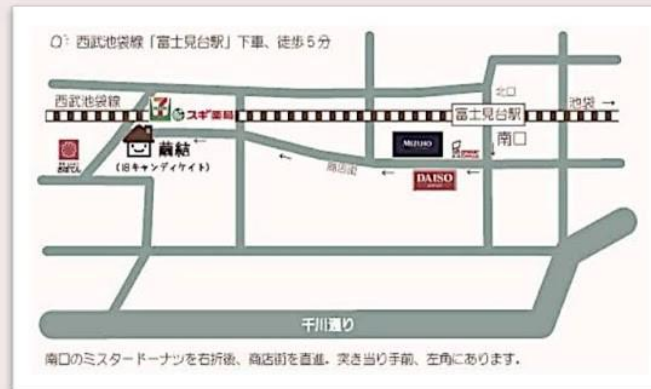 西武池袋線「富士見台駅」下車、徒歩5分
西武池袋線
北口
池袋 →
スギ薬局
富士見台駅
南口
MIZUHO
繭結
(旧キャンディケイト)
商店街
DAISO
千川通り
南口のミスタードーナツを右折後、商店街を直進。突き当り手前、左角にあります。